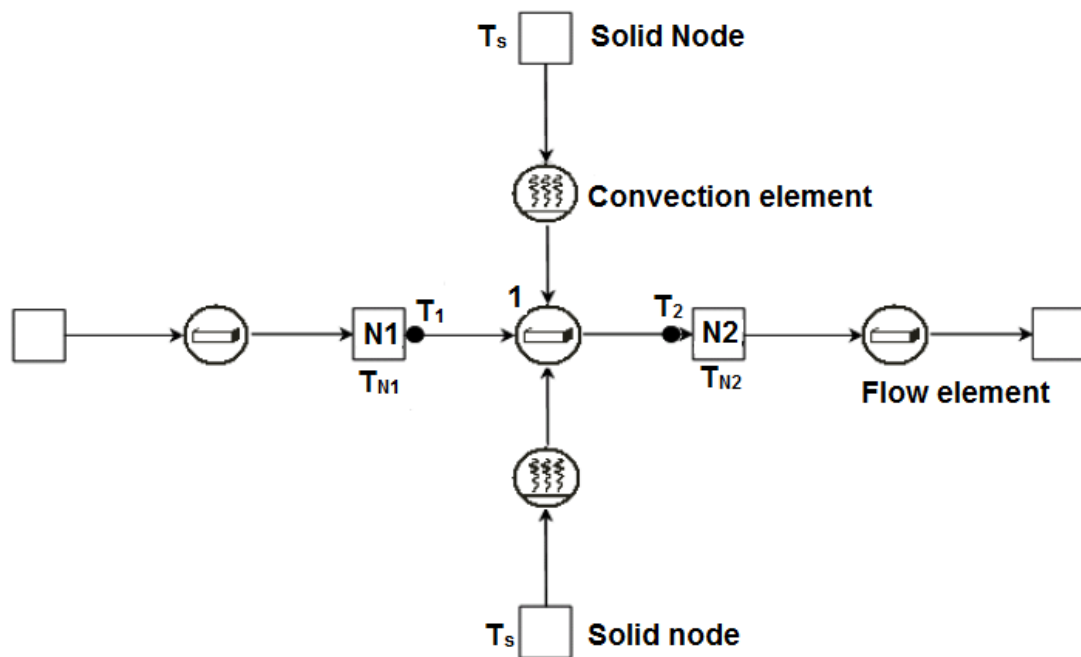 Ts Solid Node
Convection element
1
T1
T2
N1
N2
TN1
TN2
Flow element
Ts Solid node